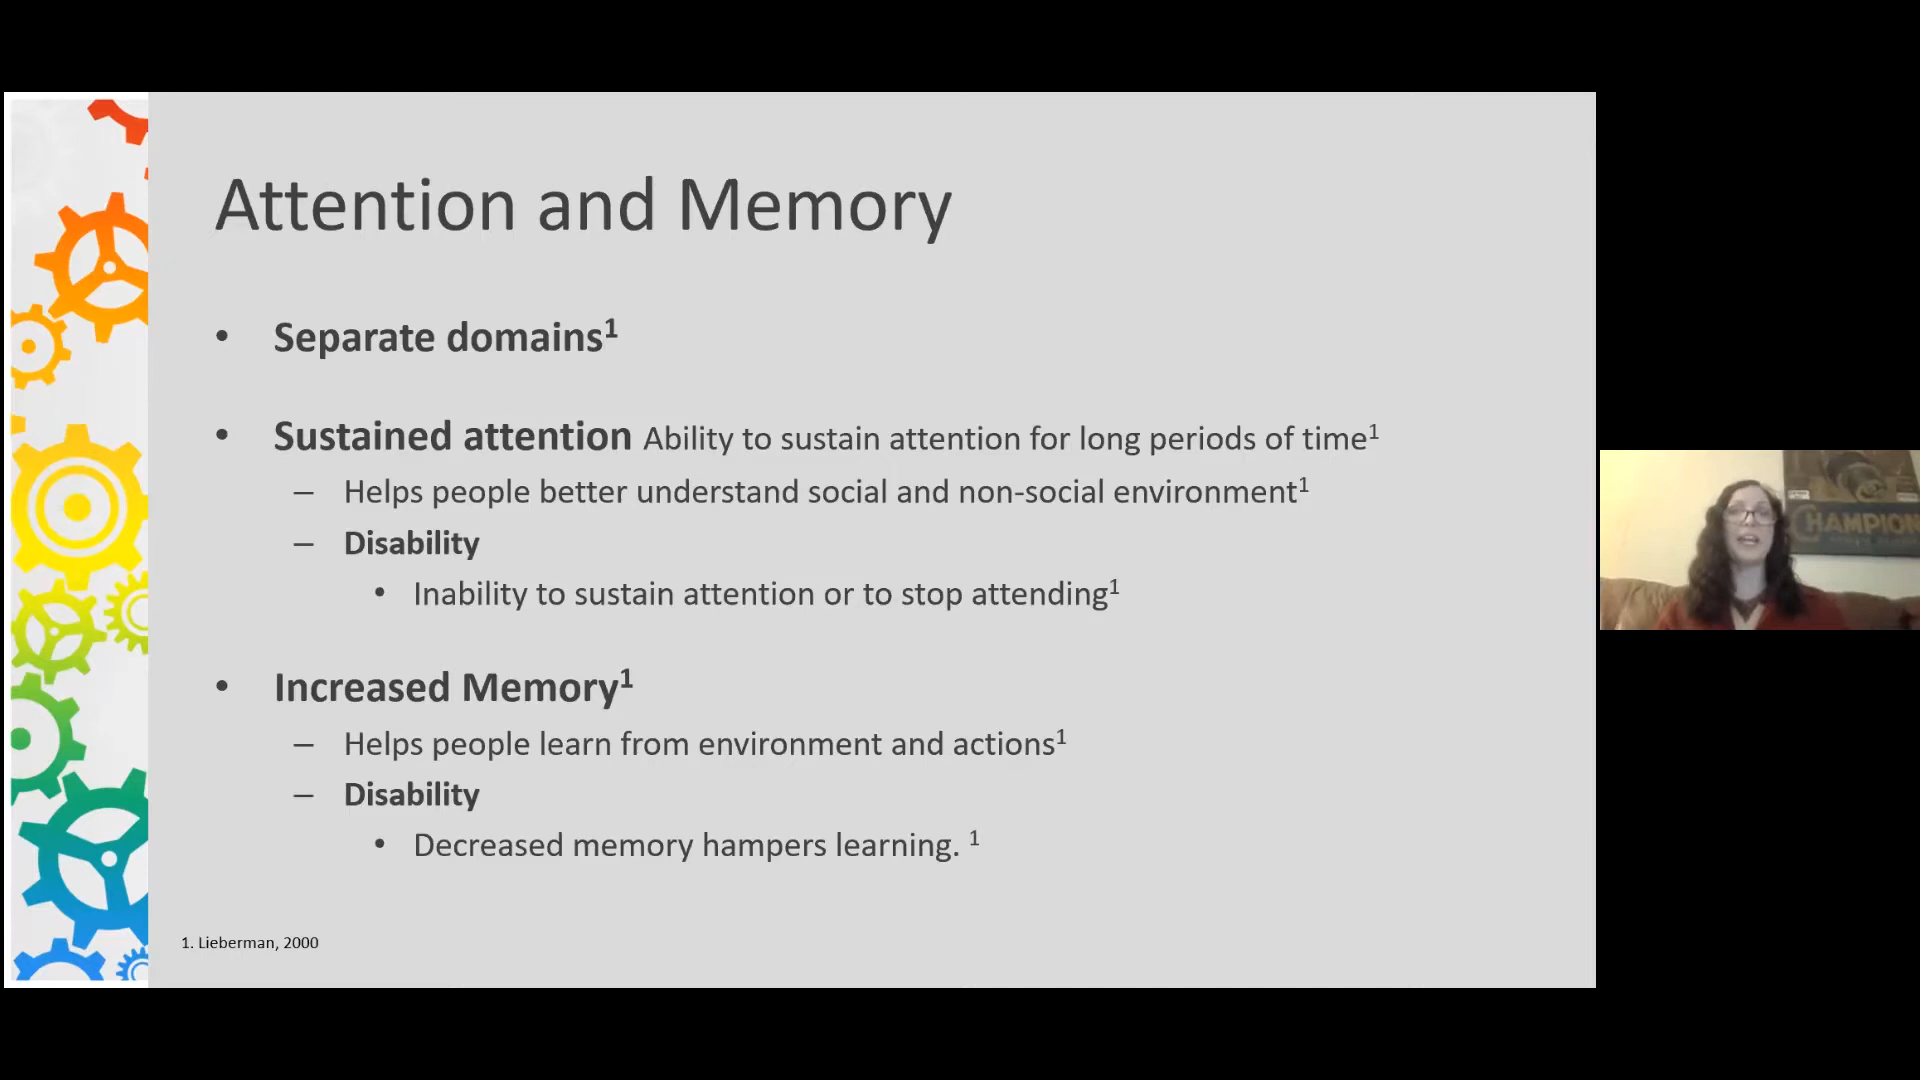 Attention and Memory
• Separate domains¹
• Sustained attention Ability to sustain attention for long periods of time¹
– Helps people better understand social and non-social environment¹
– Disability
• Inability to sustain attention or to stop attending¹
• Increased Memory¹
– Helps people learn from environment and actions¹
– Disability
• Decreased memory hampers learning. ¹
1. Lieberman, 2000
CHAMPION